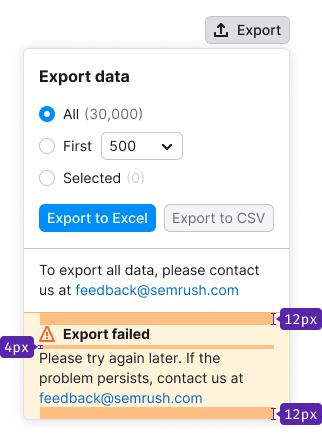 Export
Export data
All (30,000)
First 500
Selected (0)
Export to Excel Export to CSV
To export all data, please contact
us at feedback@semrush.com
12px
Export failed
4px
Please try again later. If the
problem persists, contact us at
feedback@semrush.com
12px